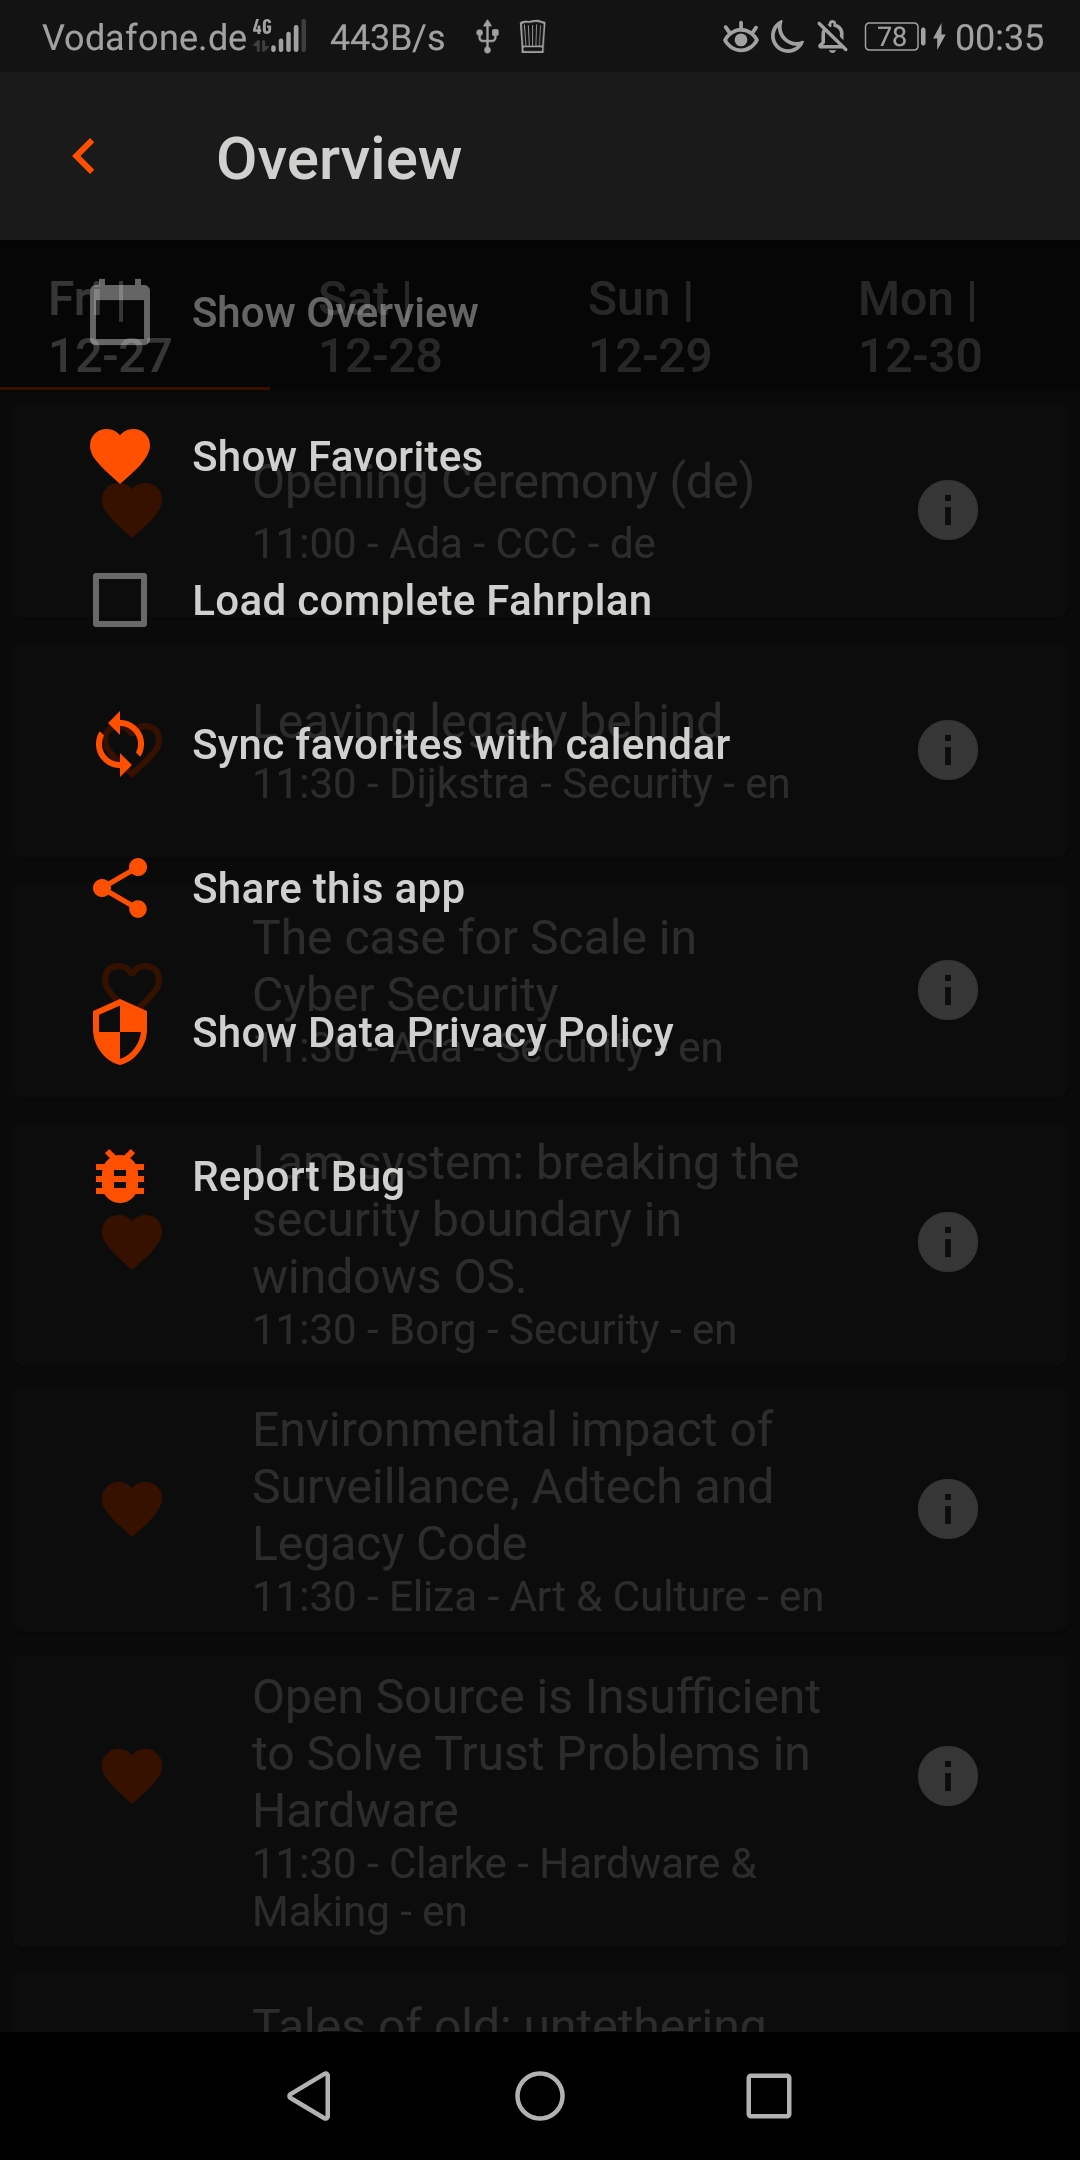 Vodafone.de 4G 443B/s 78 00:35
Overview
Fri | Sat | Sun | Mon |
12-27 12-28 12-29 12-30
Show Overview
Show Favorites
Opening Ceremony (de)
11:00 - Ada - CCC - de
Load complete Fahrplan
Leaving legacy behind
Sync favorites with calendar
11:30 - Dijkstra - Security - en
Share this app
The case for Scale in
Cyber Security
Show Data Privacy Policy
11:30 - Ada - Security - en
I am system: breaking the
Report Bug
security boundary in
windows OS.
11:30 - Borg - Security - en
Environmental impact of
Surveillance, Adtech and
Legacy Code
11:30 - Eliza - Art & Culture - en
Open Source is Insufficient
to Solve Trust Problems in
Hardware
11:30 - Clarke - Hardware &
Making - en
Tales of old: untethering